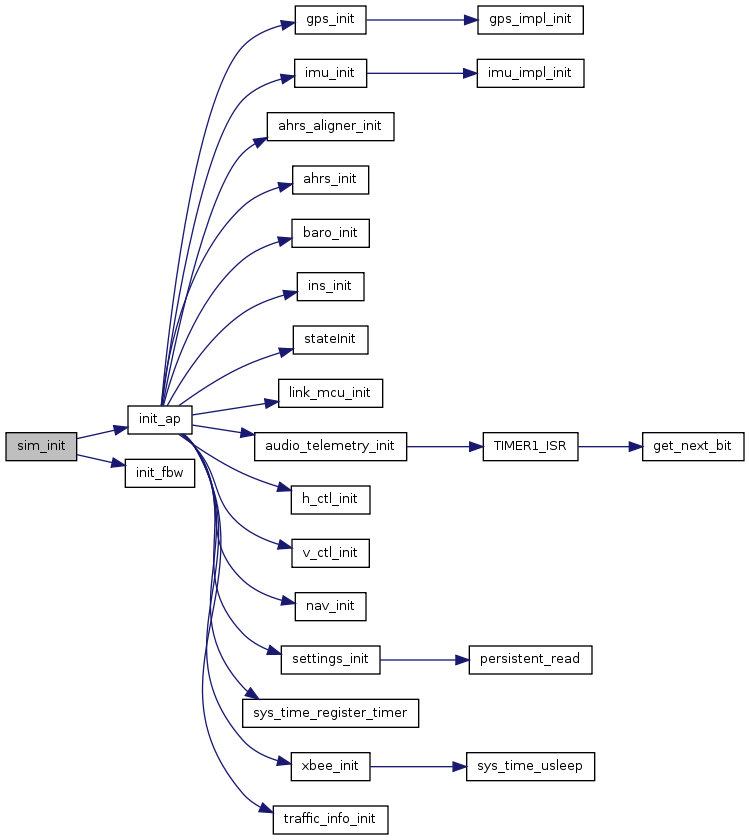 gps_init
gps_impl_init
imu_init
imu_impl_init
ahrs_aligner_init
ahrs_init
baro_init
ins_init
stateInit
link_mcu_init
init_ap
sim_init
audio_telemetry_init
TIMER1_ISR
get_next_bit
init_fbw
h_ctl_init
v_ctl_init
nav_init
settings_init
persistent_read
sys_time_register_timer
xbee_init
sys_time_usleep
traffic_info_init